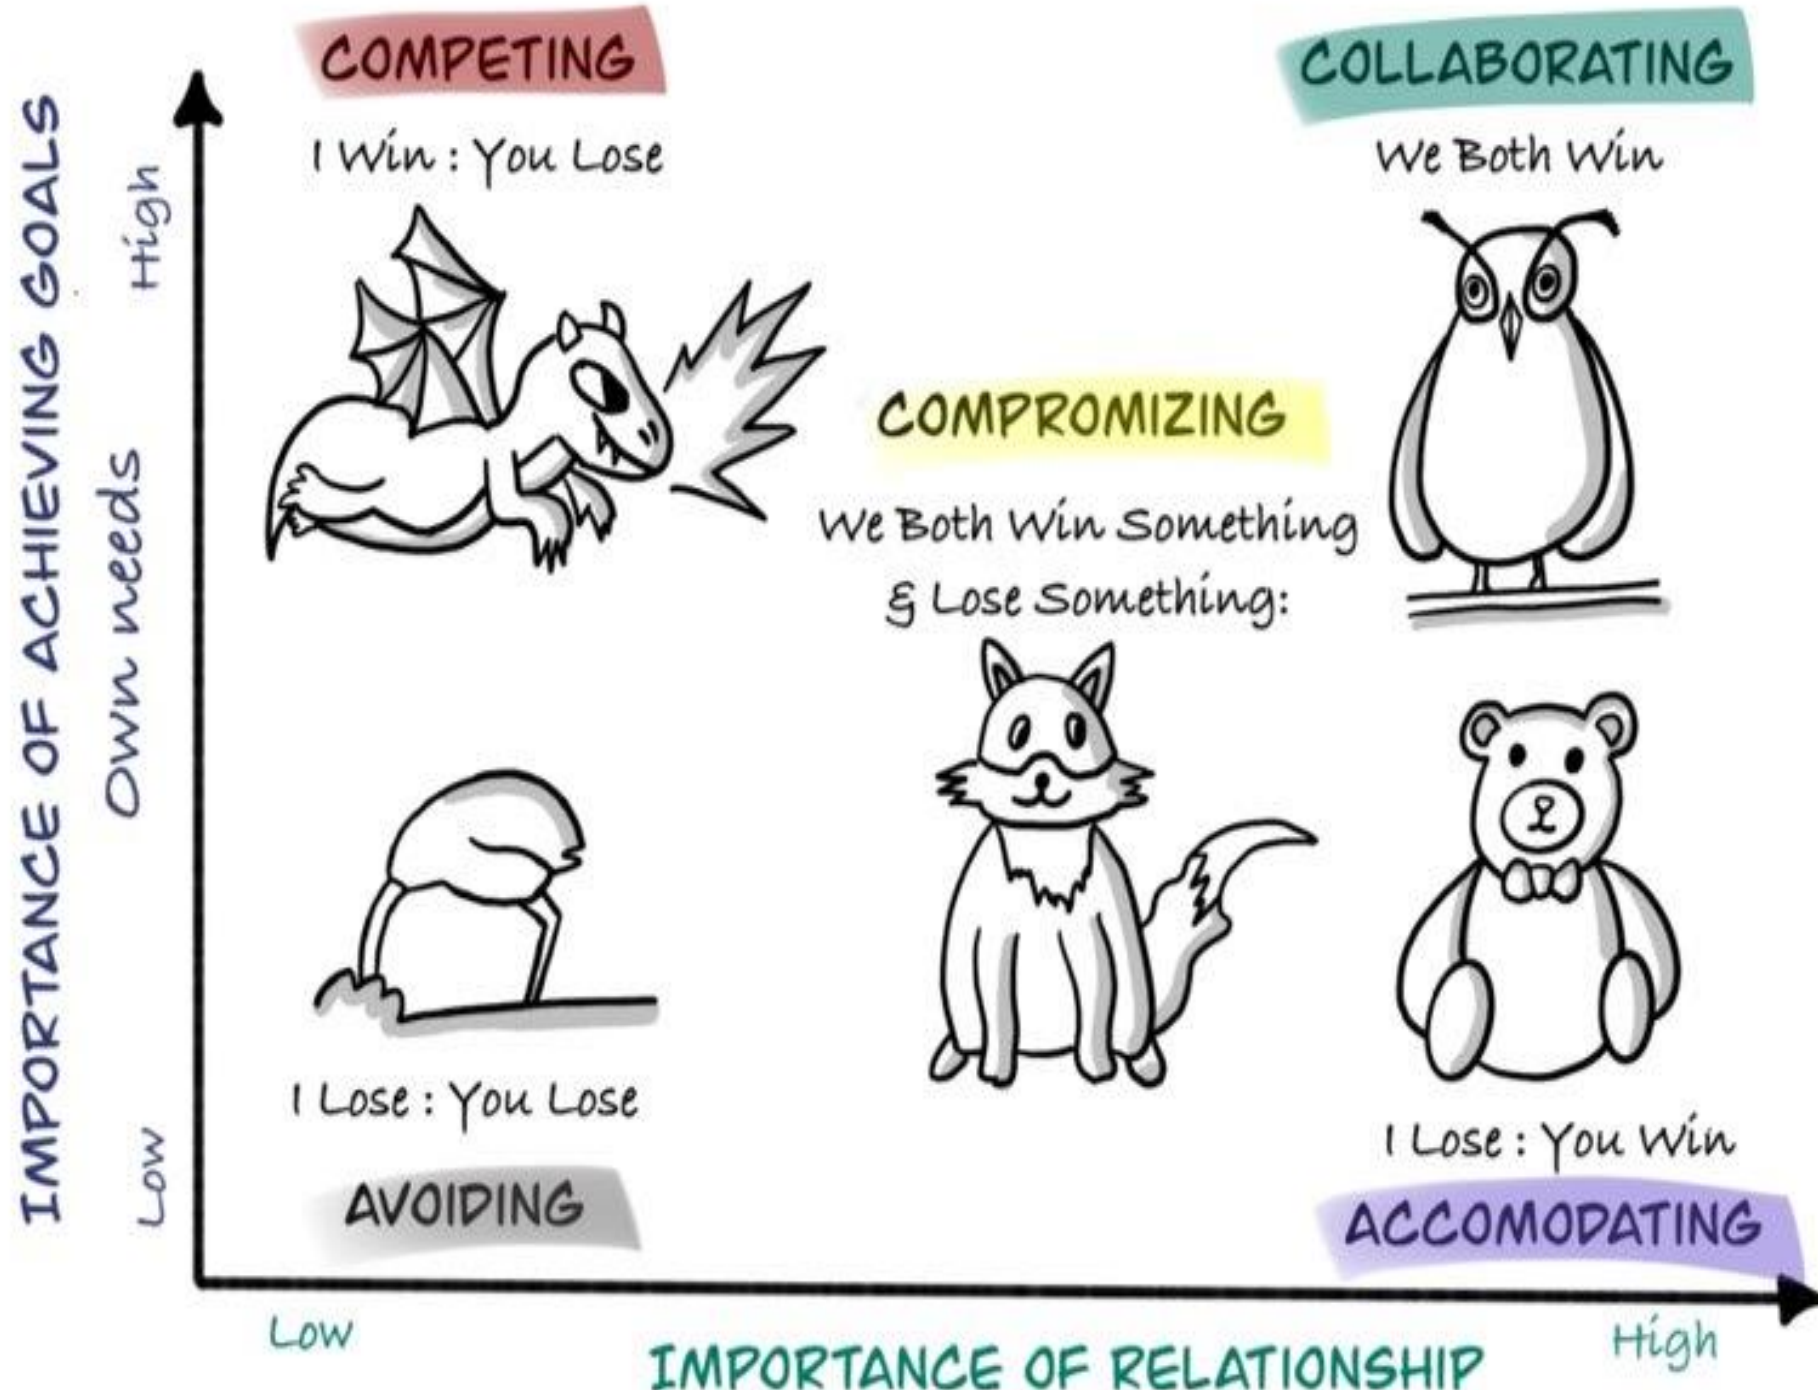 COMPETING
I Win : You Lose
COLLABORATING
We Both Win
COMPROMIZING
We Both Win Something
& Lose Something:
I Lose : You Lose
AVOIDING
I Lose : You Win
ACCOMODATING
IMPORTANCE OF ACHIEVING GOALS
Own needs
High
Low
Low
IMPORTANCE OF RELATIONSHIP
High